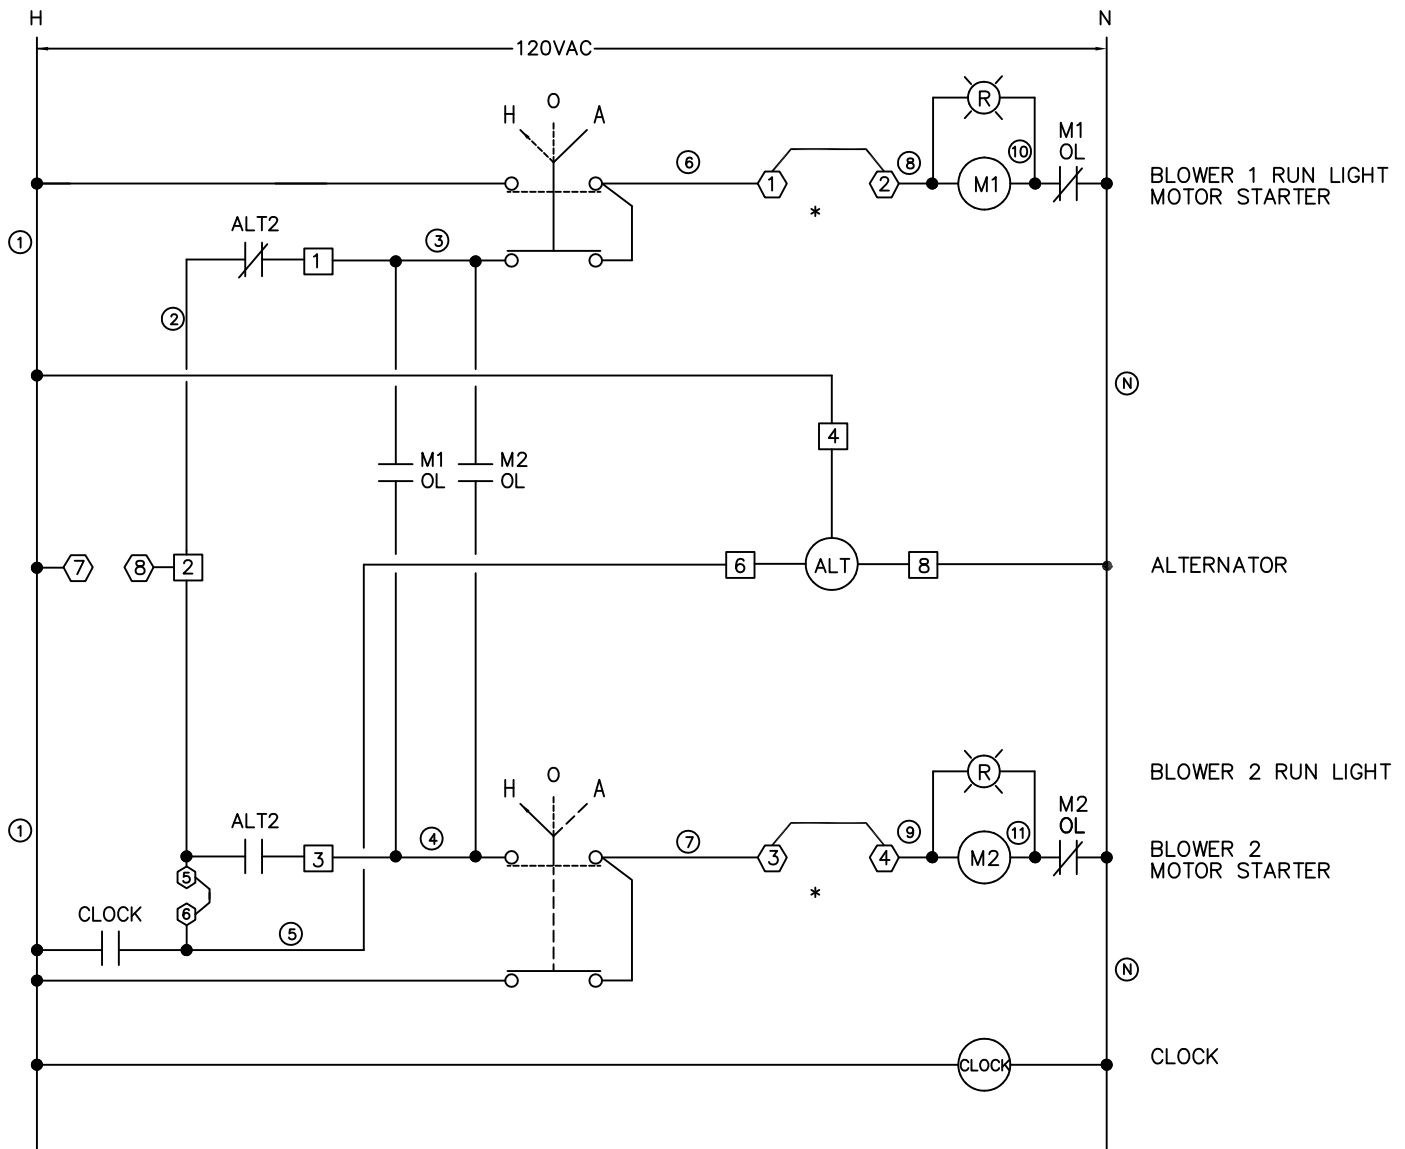 H N
120VAC
R
H O A
M1
OL
6 8 10
1 2 M1
*
BLOWER 1 RUN LIGHT
MOTOR STARTER
1
ALT2
3
1
2
N
4
M1
OL
M2
OL
7 8 2
6 ALT 8
ALTERNATOR
R
BLOWER 2 RUN LIGHT
H O A
M2
OL
1
ALT2
4 7 9 11
3 3 4 M2
*
BLOWER 2
MOTOR STARTER
5
6
CLOCK
5
N
CLOCK
CLOCK